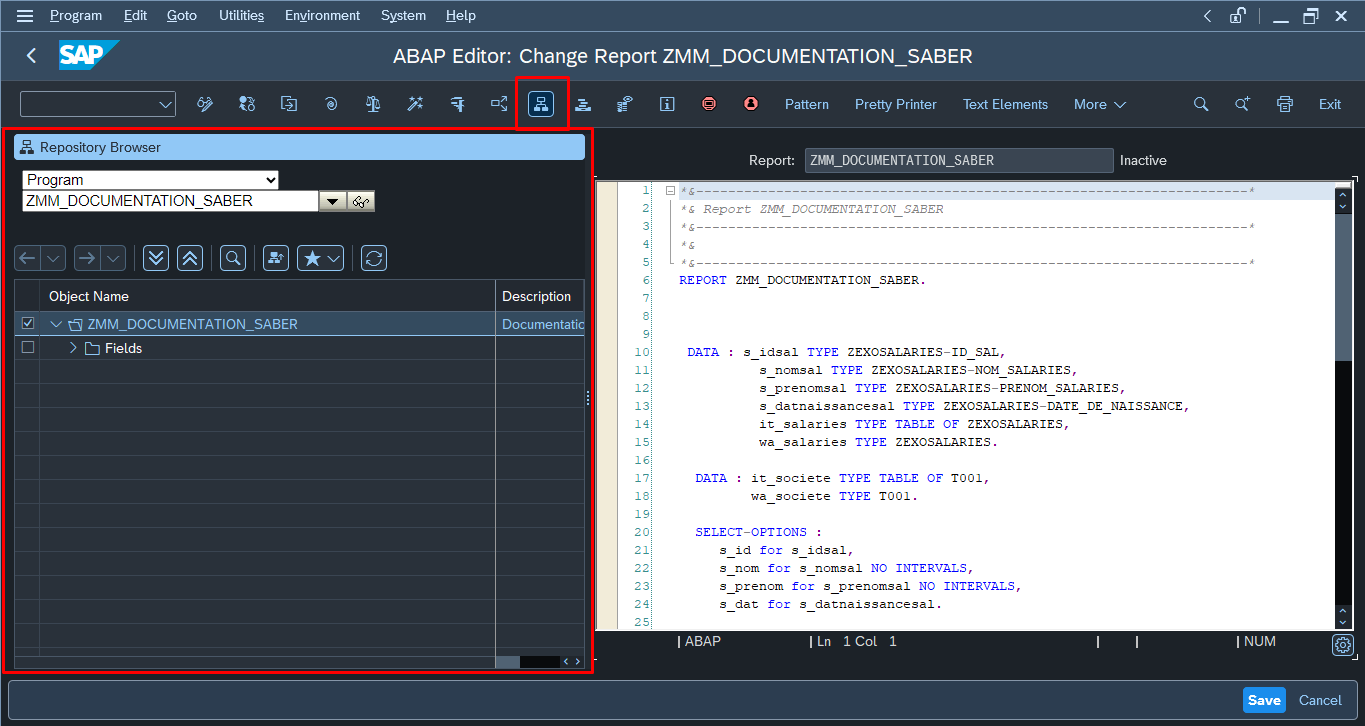 Program Edit Goto Utilities Environment System Help
SAP
ABAP Editor: Change Report ZMM_DOCUMENTATION_SABER
Pattern Pretty Printer Text Elements More Exit
Repository Browser
Program
ZMM_DOCUMENTATION_SABER
Object Name Description
ZMM_DOCUMENTATION_SABER Documentatic
Fields
Report: ZMM_DOCUMENTATION_SABER Inactive
1 *&---------------------------------------------------------------------*
2 *& Report ZMM_DOCUMENTATION_SABER
3 *&---------------------------------------------------------------------*
4 *&
5 *&---------------------------------------------------------------------*
6 REPORT ZMM_DOCUMENTATION_SABER.
7
8
9
10 DATA : s_idsal TYPE ZEXOSALARIES-ID_SAL,
11 s_nomsal TYPE ZEXOSALARIES-NOM_SALARIES,
12 s_prenomsal TYPE ZEXOSALARIES-PRENOM_SALARIES,
13 s_datnaissancesal TYPE ZEXOSALARIES-DATE_DE_NAISSANCE,
14 it_salaries TYPE TABLE OF ZEXOSALARIES,
15 wa_salaries TYPE ZEXOSALARIES.
16
17 DATA : it_societe TYPE TABLE OF T001,
18 wa_societe TYPE T001.
19
20 SELECT-OPTIONS :
21 s_id for s_idsal,
22 s_nom for s_nomsal NO INTERVALS,
23 s_prenom for s_prenomsal NO INTERVALS,
24 s_dat for s_datnaissancesal.
25
ABAP Ln 1 Col 1 NUM
Save Cancel